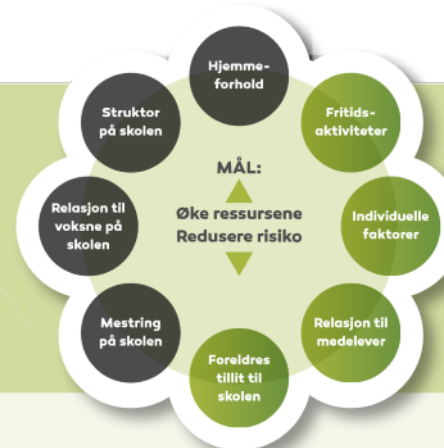 Hjemme-
forhold
Fritids-
aktiviteter
Individuelle
faktorer
Relasjon til
medelever
Foreldres
tillit til
skolen
Mestring
på skolen
Relasjon til
voksne på
skolen
Struktor
på skolen
MÅL:
Øke ressursene
Redusere risiko